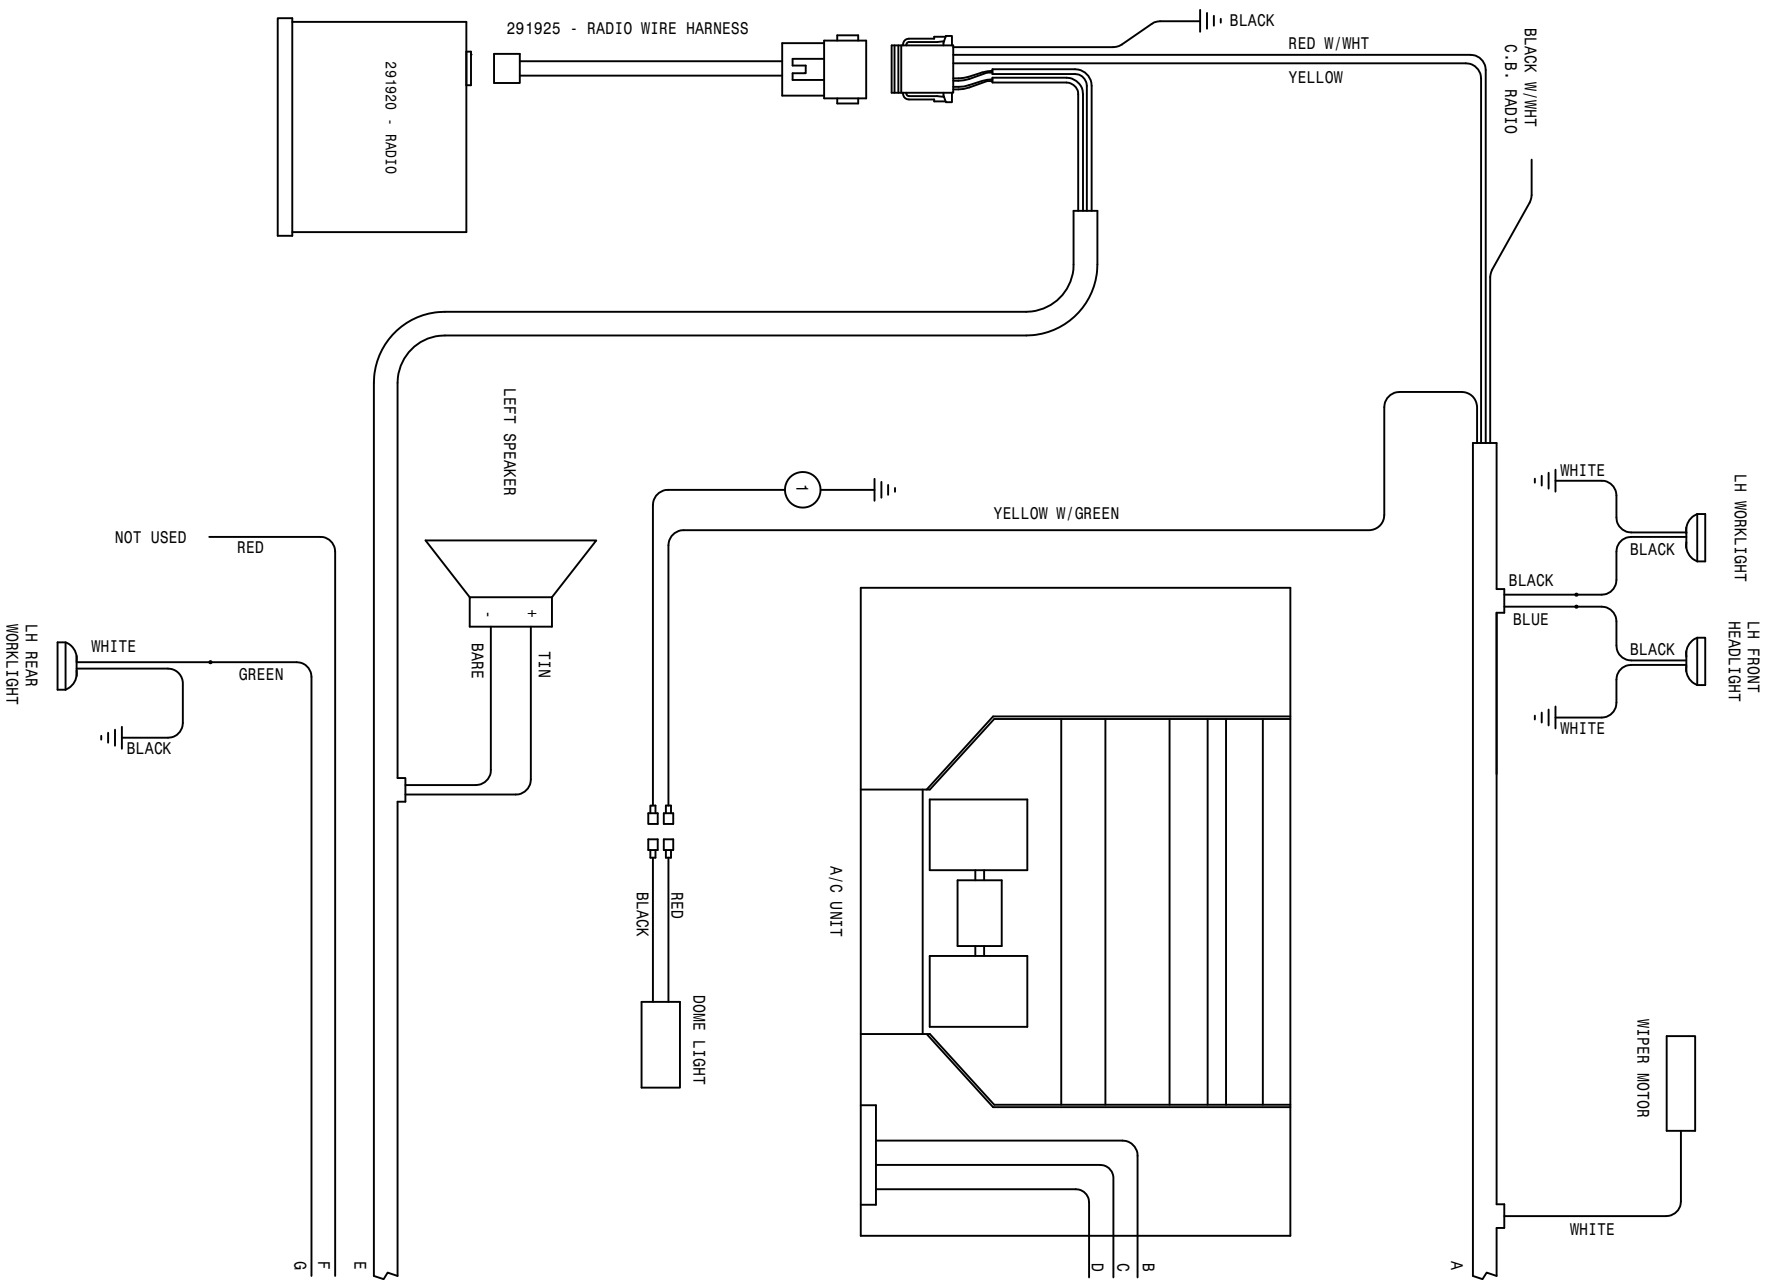 291925 - RADIO WIRE HARNESS
BLACK
RED W/WHT
YELLOW
BLACK W/WHT
C.B. RADIO
291920 - RADIO
LEFT SPEAKER
-
+
BARE
TIN
NOT USED
RED
WHITE
GREEN
BLACK
LH REAR
WORKLIGHT
1
YELLOW W/GREEN
WHITE
BLACK
LH WORKLIGHT
BLACK
BLUE
BLACK
WHITE
LH FRONT
HEADLIGHT
A/C UNIT
RED
BLACK
DOME LIGHT
WIPER MOTOR
WHITE
G
F
E
D
C
B
A